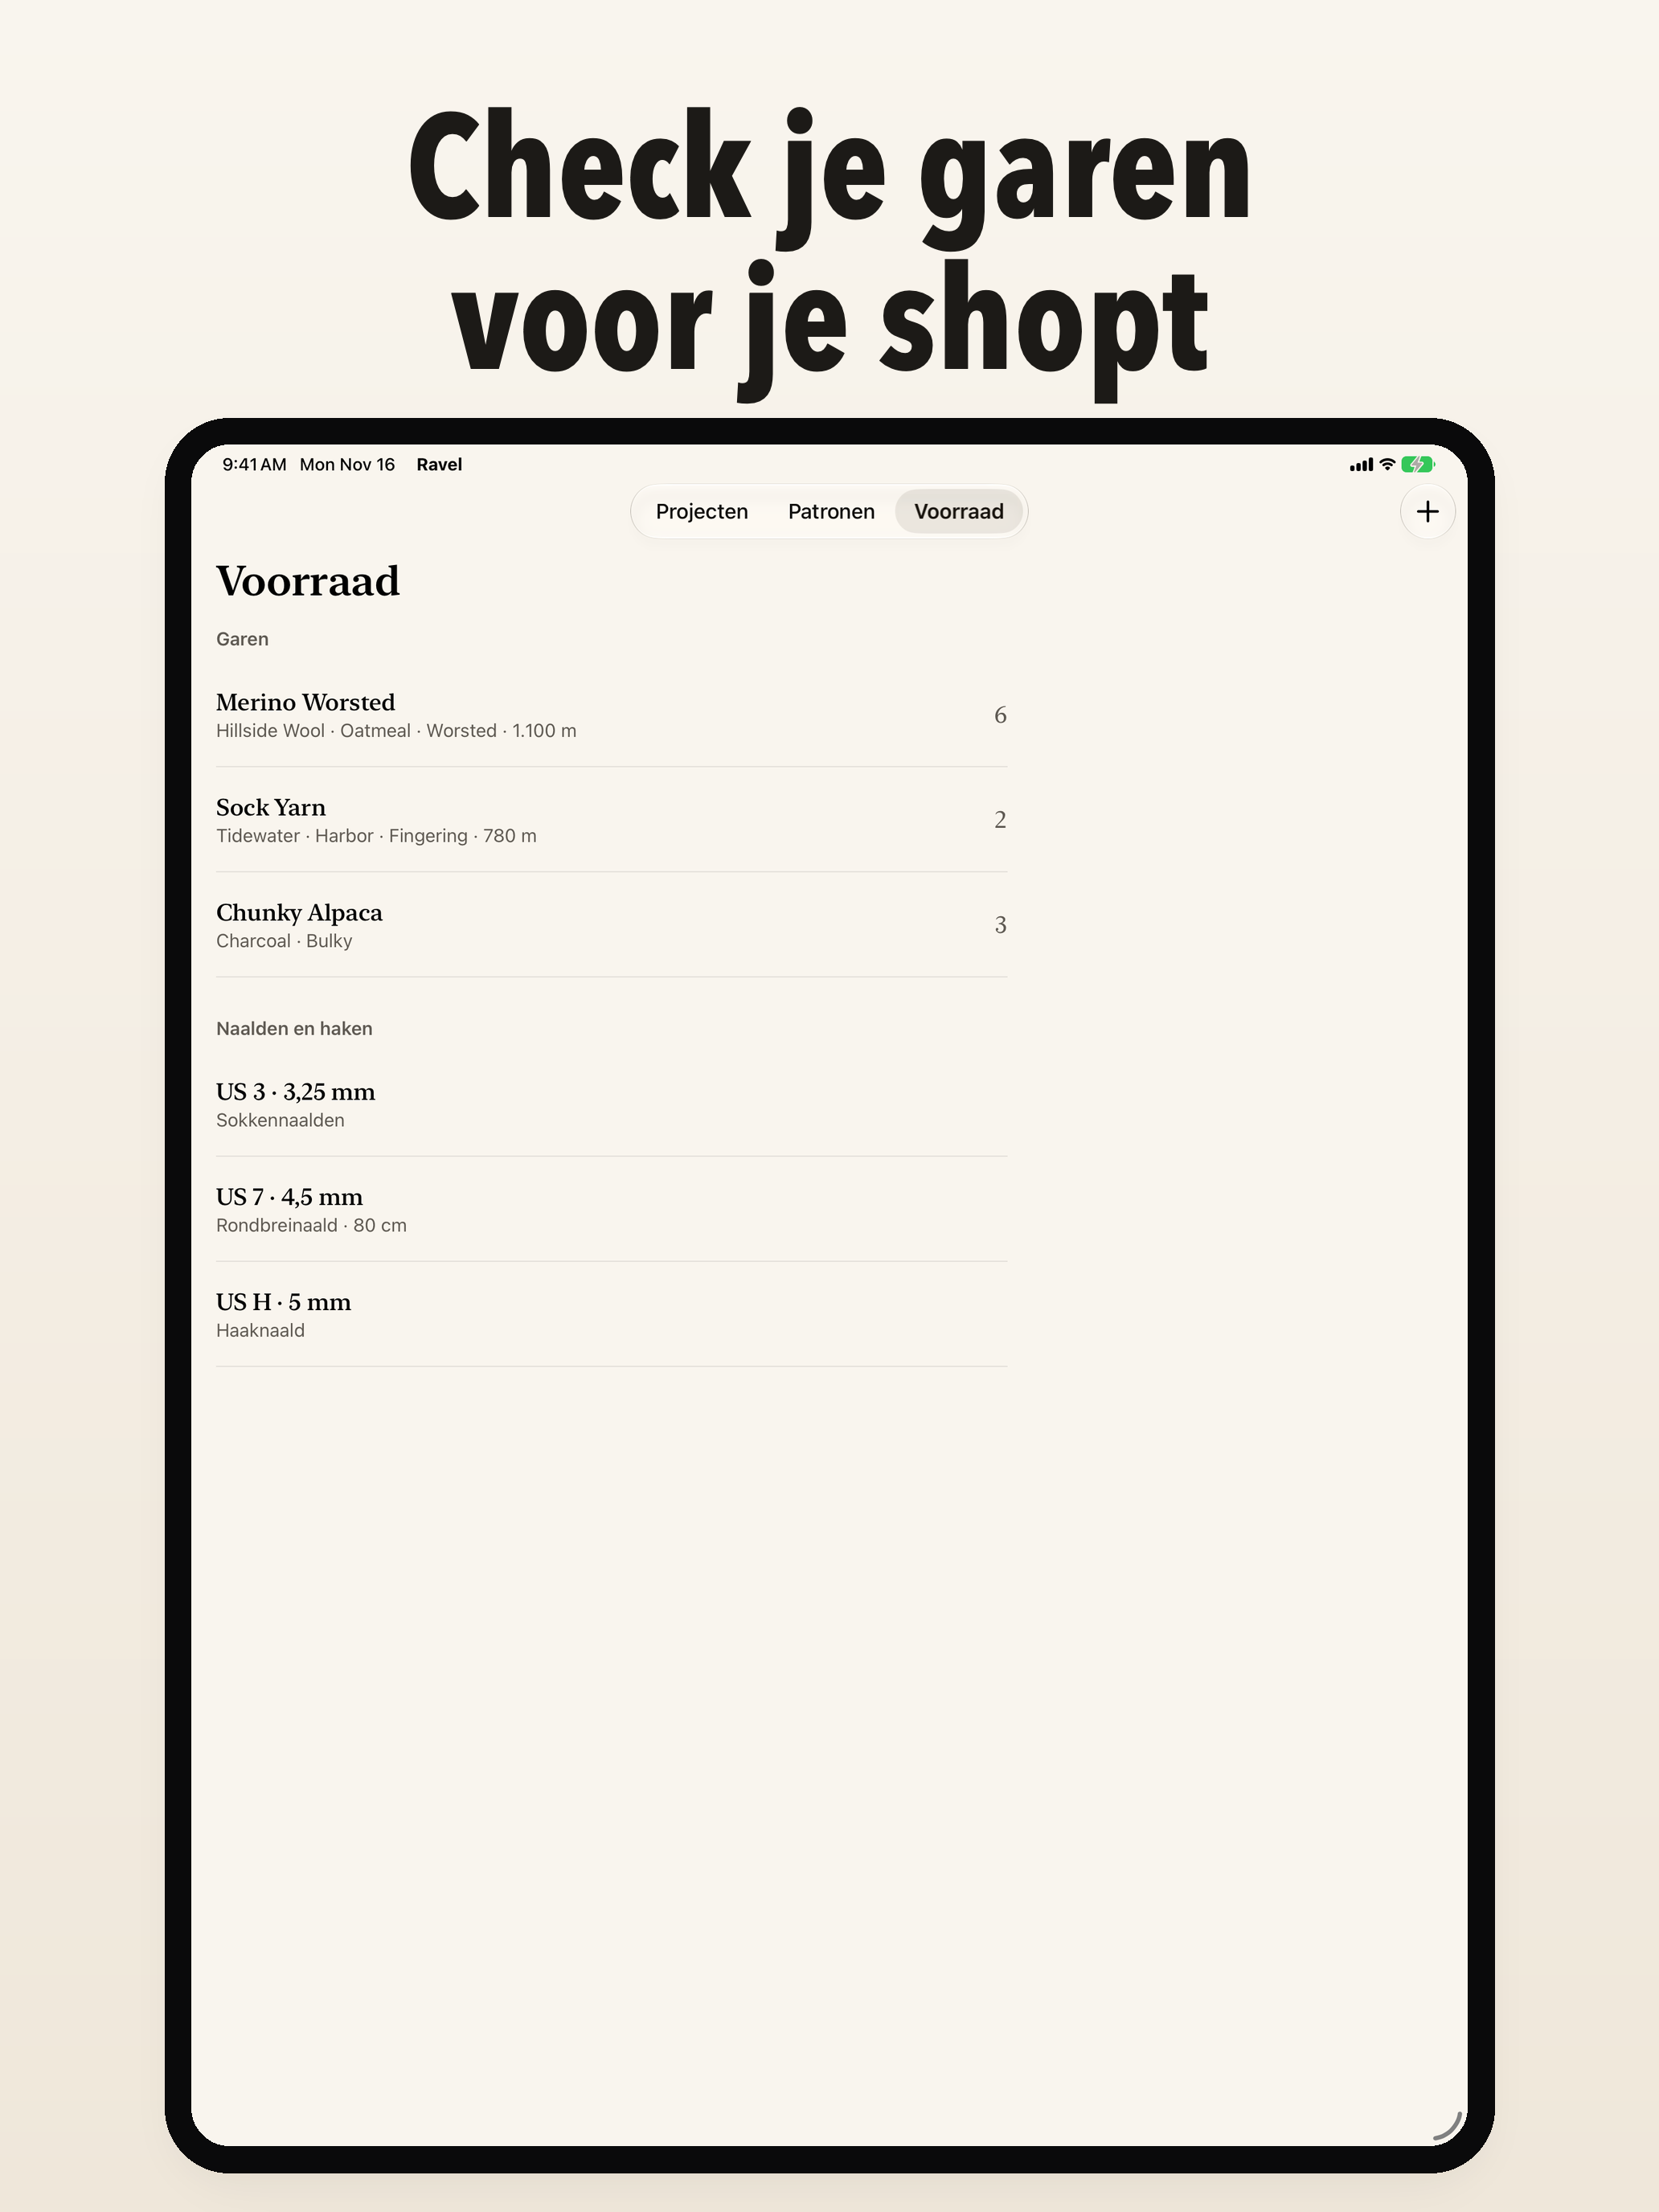 Check je garen
voor je shopt
9:41 AM Mon Nov 16 Ravel
Projecten Patronen Voorraad
Voorraad
Garen
Merino Worsted
Hillside Wool · Oatmeal · Worsted · 1.100 m
6
Sock Yarn
Tidewater · Harbor · Fingering · 780 m
2
Chunky Alpaca
Charcoal · Bulky
3
Naalden en haken
US 3 · 3,25 mm
Sokkennaalden
US 7 · 4,5 mm
Rondbreinaald · 80 cm
US H · 5 mm
Haaknaald